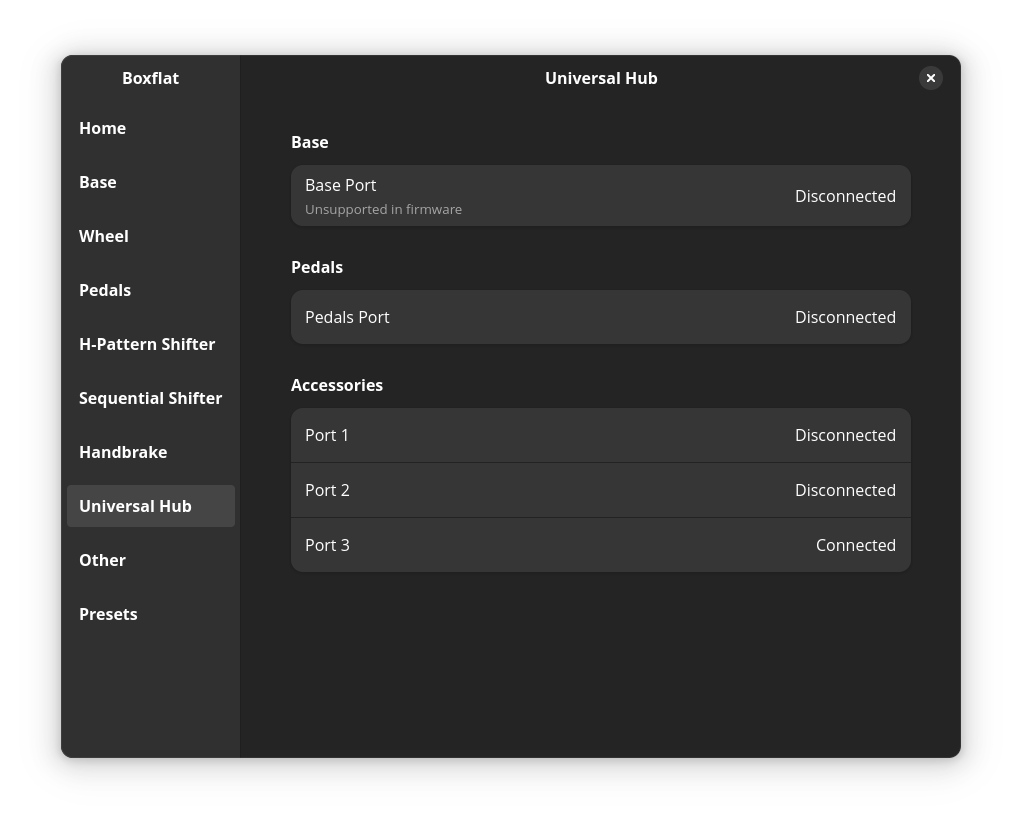 Boxflat
Home
Base
Wheel
Pedals
H-Pattern Shifter
Sequential Shifter
Handbrake
Universal Hub
Other
Presets
Universal Hub
Base
Base Port
Unsupported in firmware
Disconnected
Pedals
Pedals Port Disconnected
Accessories
Port 1 Disconnected
Port 2 Disconnected
Port 3 Connected